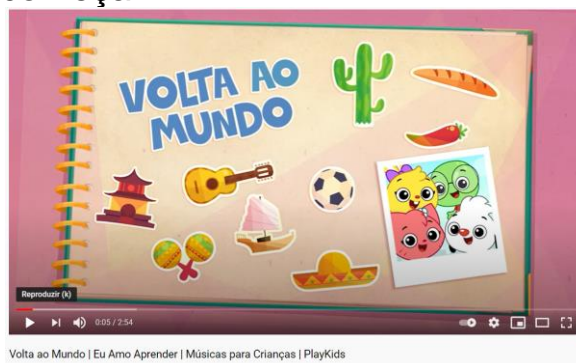 VOLTA AO
MUNDO
Reproduzir (k)
0:05 / 2:54
Volta ao Mundo | Eu Amo Aprender | Músicas para Crianças | PlayKids